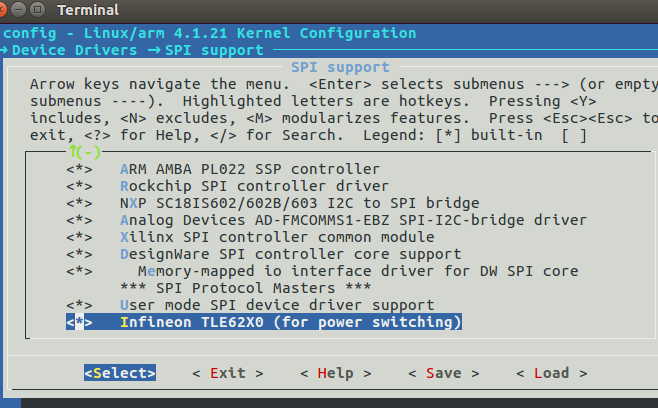 Terminal
config - Linux/arm 4.1.21 Kernel Configuration
→ Device Drivers → SPI support
SPI support
Arrow keys navigate the menu. <Enter> selects submenus ---> (or empty
submenus ----). Highlighted letters are hotkeys. Pressing <Y>
includes, <N> excludes, <M> modularizes features. Press <Esc><Esc> to
exit, <?> for Help, </> for Search. Legend: [*] built-in [ ]
↑(-)
<*> ARM AMBA PL022 SSP controller
<*> Rockchip SPI controller driver
<*> NXP SC18IS602/602B/603 I2C to SPI bridge
<*> Analog Devices AD-FMCOMMS1-EBZ SPI-I2C-bridge driver
<*> Xilinx SPI controller common module
<*> DesignWare SPI controller core support
<*> Memory-mapped io interface driver for DW SPI core
*** SPI Protocol Masters ***
<*> User mode SPI device driver support
<*> Infineon TLE62X0 (for power switching)
<Select> < Exit > < Help > < Save > < Load >